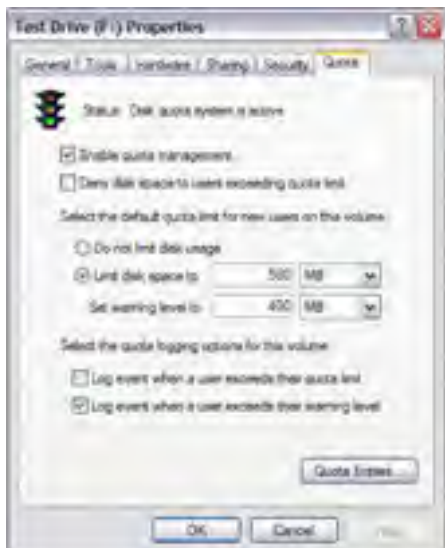 Test Drive (F:) Properties
General Tools Hardware Sharing Security Quota
Status: Disk quota system is active
Enable quota management
Deny disk space to users exceeding quota limit
Select the default quota limit for new users on this volume:
Do not limit disk usage
Limit disk space to 500 MB
Set warning level to 400 MB
Select the quota logging options for this volume:
Log event when a user exceeds their quota limit
Log event when a user exceeds their warning level
Quota Entries...
OK Cancel